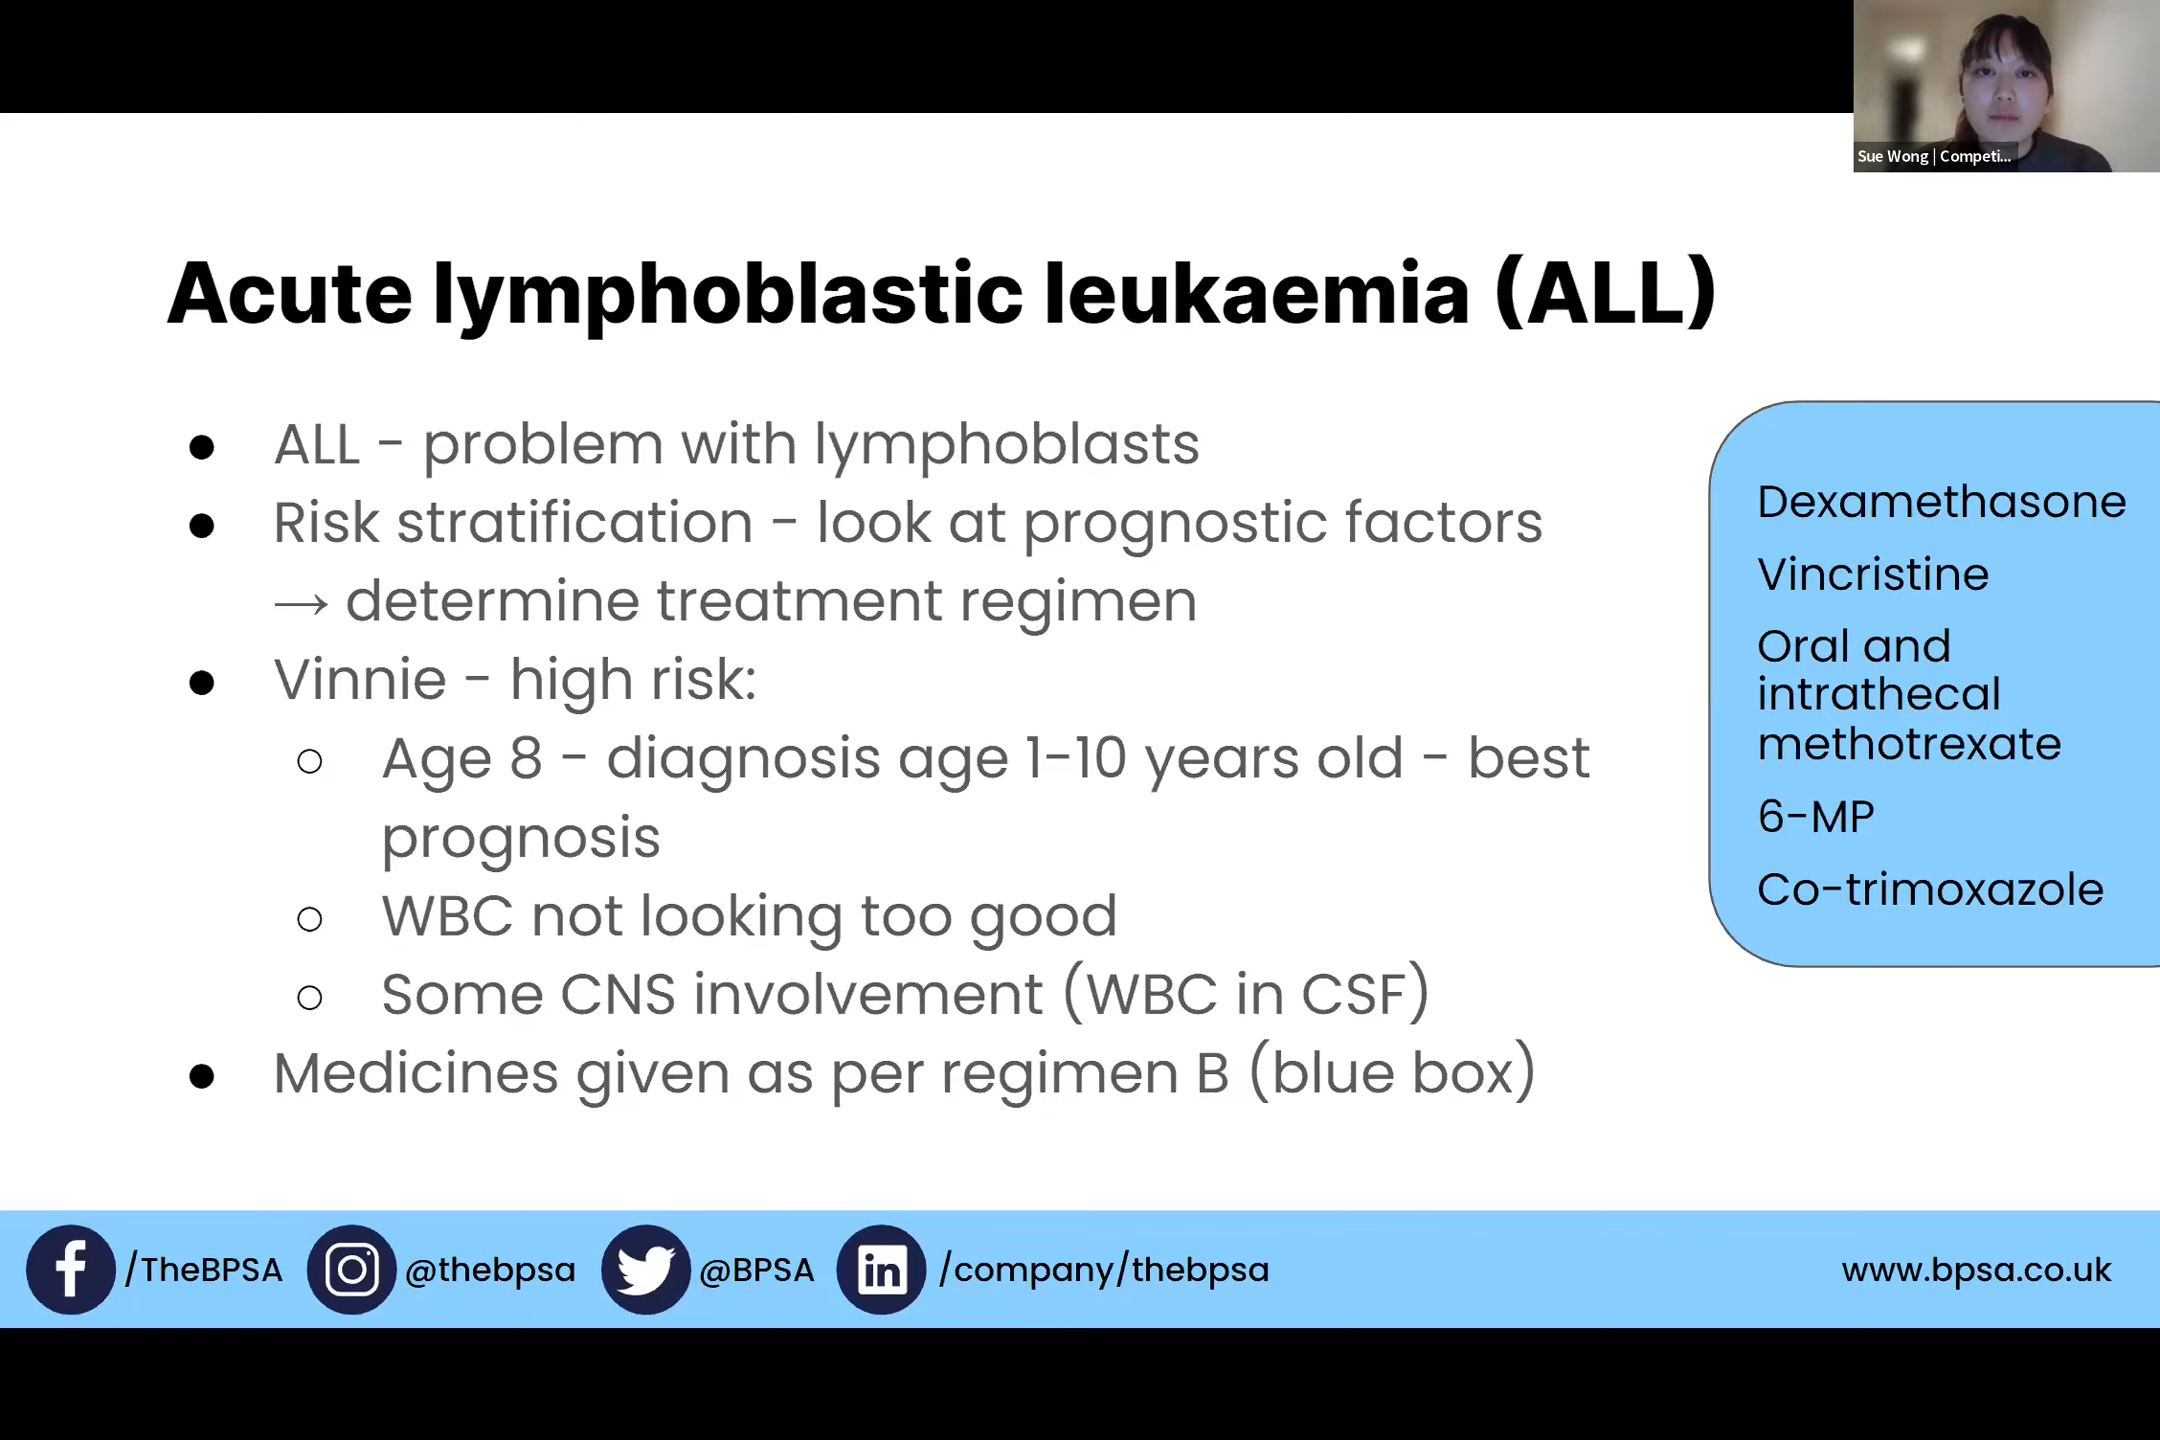 Sue Wong | Competi...
Acute lymphoblastic leukaemia (ALL)
● ALL - problem with lymphoblasts
● Risk stratification - look at prognostic factors
→ determine treatment regimen
● Vinnie - high risk:
○ Age 8 - diagnosis age 1-10 years old - best
prognosis
○ WBC not looking too good
○ Some CNS involvement (WBC in CSF)
● Medicines given as per regimen B (blue box)
Dexamethasone
Vincristine
Oral and
intrathecal
methotrexate
6-MP
Co-trimoxazole
/TheBPSA @thebpsa @BPSA /company/thebpsa www.bpsa.co.uk